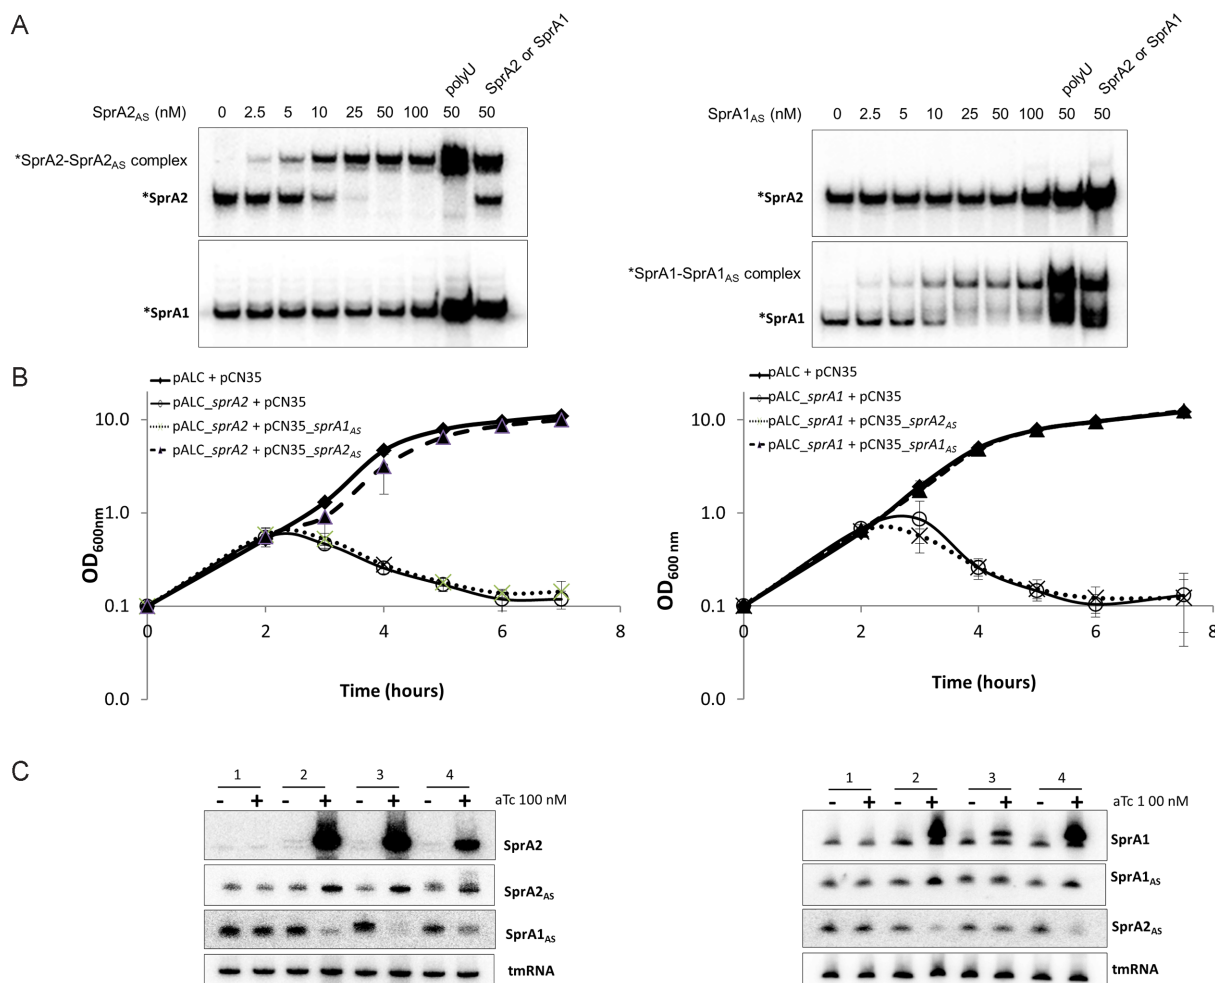 A
polyU
SprA2 or SprA1
SprA2AS (nM) 0 2.5 5 10 25 50 100 50 50
*SprA2-SprA2AS complex
*SprA2
*SprA1
polyU
SprA2 or SprA1
SprA1AS (nM) 0 2.5 5 10 25 50 100 50 50
*SprA2
*SprA1-SprA1AS complex
*SprA1
B
pALC + pCN35
pALC_sprA2 + pCN35
pALC_sprA2 + pCN35_sprA1AS
pALC_sprA2 + pCN35_sprA2AS
10.0
1.0
0.1
0.0
OD600nm
0 2 4 6 8
Time (hours)
pALC + pCN35
pALC_sprA1 + pCN35
pALC_sprA1 + pCN35_sprA2AS
pALC_sprA1 + pCN35_sprA1AS
10.0
1.0
0.1
0.0
OD600 nm
0 2 4 6 8
Time (hours)
C
1 2 3 4
- + - + - + - + aTc 100 nM
SprA2
SprA2AS
SprA1AS
tmRNA
1 2 3 4
- + - + - + - + aTc 1 00 nM
SprA1
SprA1AS
SprA2AS
tmRNA